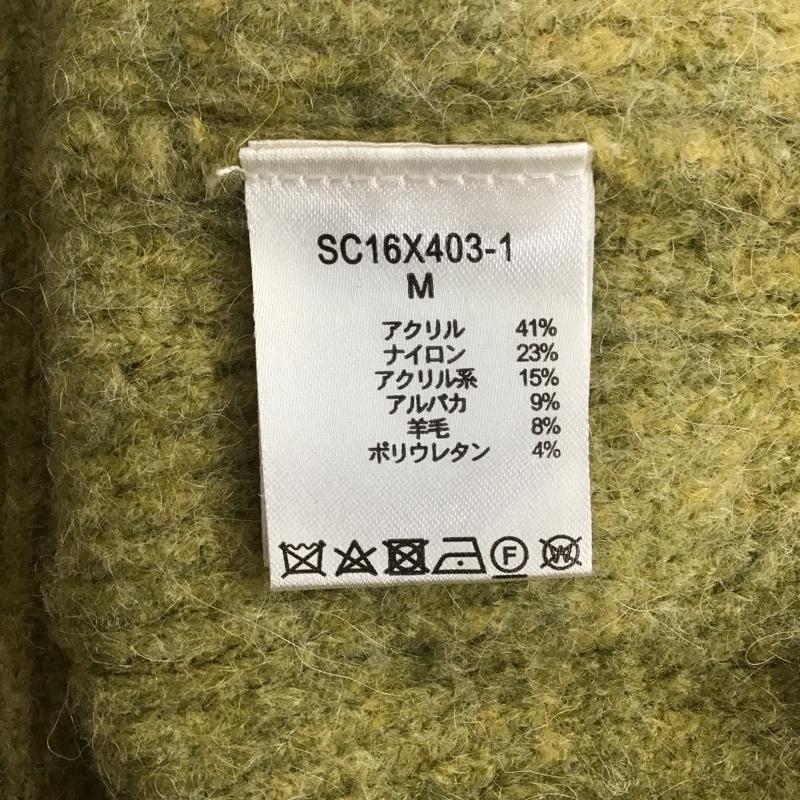 SC16X403-1
M
アクリル 41%
ナイロン 23%
アクリル系 15%
アルパカ 9%
羊毛 8%
ポリウレタン 4%
F W